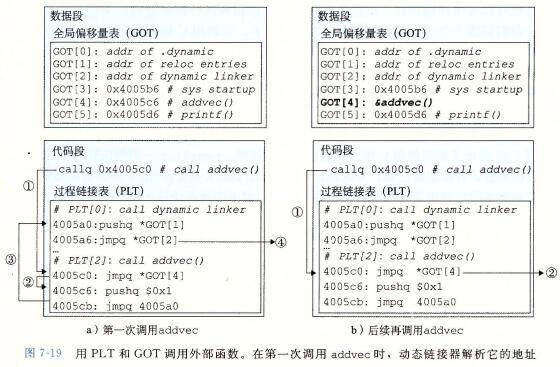 数据段
全局偏移量表（GOT）
GOT[0]: addr of .dynamic
GOT[1]: addr of reloc entries
GOT[2]: addr of dynamic linker
GOT[3]: 0x4005b6 # sys startup
GOT[4]: 0x4005c6 # addvec()
GOT[5]: 0x4005d6 # printf()
代码段
callq 0x4005c0 # call addvec()
①
过程链接表（PLT）
# PLT[0]: call dynamic linker
4005a0:pushq *GOT[1]
4005a6:jmpq *GOT[2]
④
…
③
# PLT[2]: call addvec()
4005c0: jmpq *GOT[4]
②
4005c6: pushq $0x1
4005cb: jmpq 4005a0
a）第一次调用addvec
数据段
全局偏移量表（GOT）
GOT[0]: addr of .dynamic
GOT[1]: addr of reloc entries
GOT[2]: addr of dynamic linker
GOT[3]: 0x4005b6 # sys startup
GOT[4]: &addvec()
GOT[5]: 0x4005d6 # printf()
代码段
callq 0x4005c0 # call addvec()
过程链接表（PLT）
①
# PLT[0]: call dynamic linker
4005a0:pushq *GOT[1]
4005a6:jmpq *GOT[2]
…
# PLT[2]: call addvec()
4005c0: jmpq *GOT[4]
②
4005c6: pushq $0x1
4005cb: jmpq 4005a0
b）后续再调用addvec
图 7-19 用 PLT 和 GOT 调用外部函数。在第一次调用 addvec 时，动态链接器解析它的地址